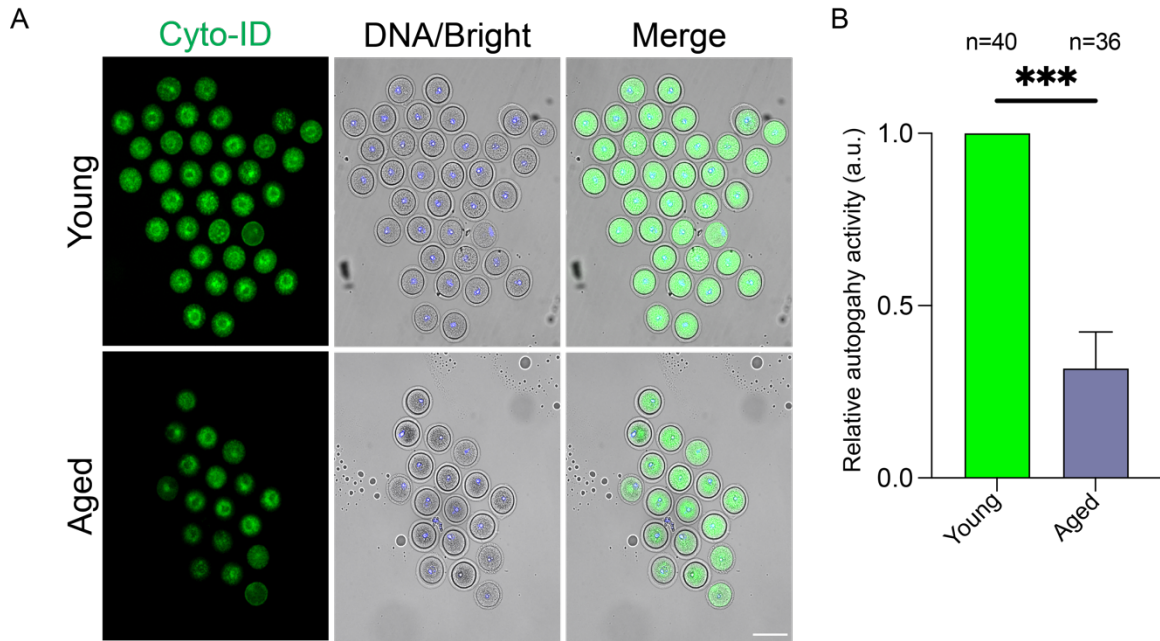 A
Cyto-ID
DNA/Bright
Merge
Young
Aged
B
n=40
n=36
***
Relative autopgahy activity (a.u.)
1.0
0.5
0.0
Young
Aged